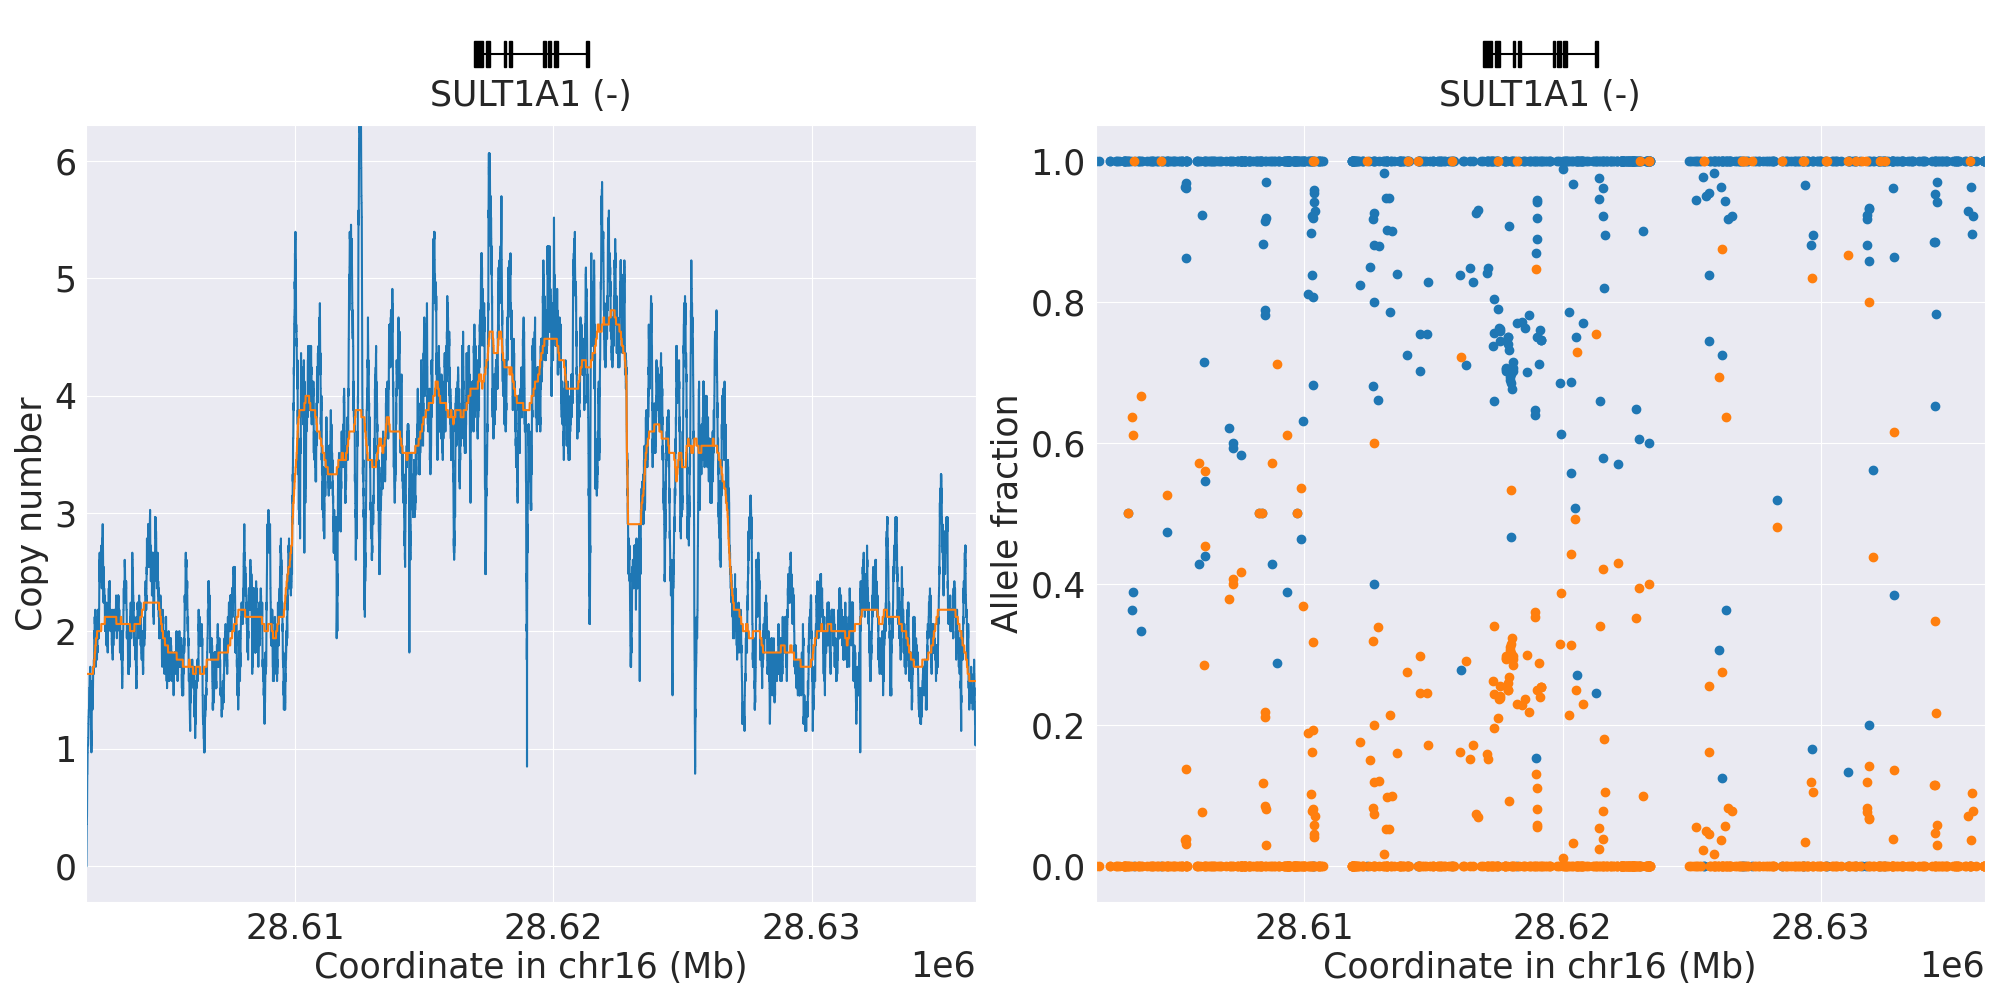 SULT1A1 (-)
Copy number
6
5
4
3
2
1
0
28.61
28.62
28.63
Coordinate in chr16 (Mb)
1e6
SULT1A1 (-)
Allele fraction
1.0
0.8
0.6
0.4
0.2
0.0
28.61
28.62
28.63
Coordinate in chr16 (Mb)
1e6